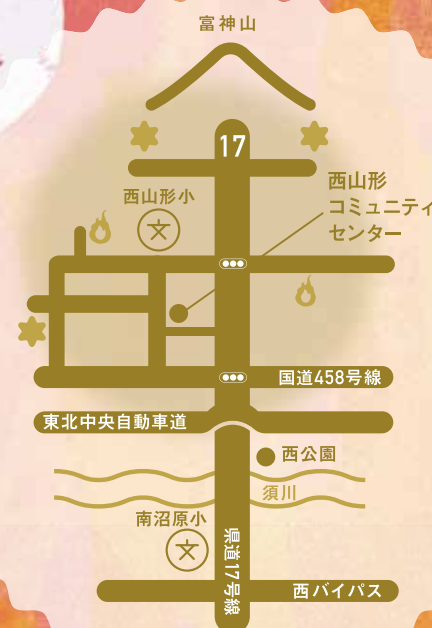 富神山
17
西山形
コミュニティ
センター
西山形小
文
国道458号線
東北中央自動車道
西公園
須川
南沼原小
文
県道17号線
西バイパス